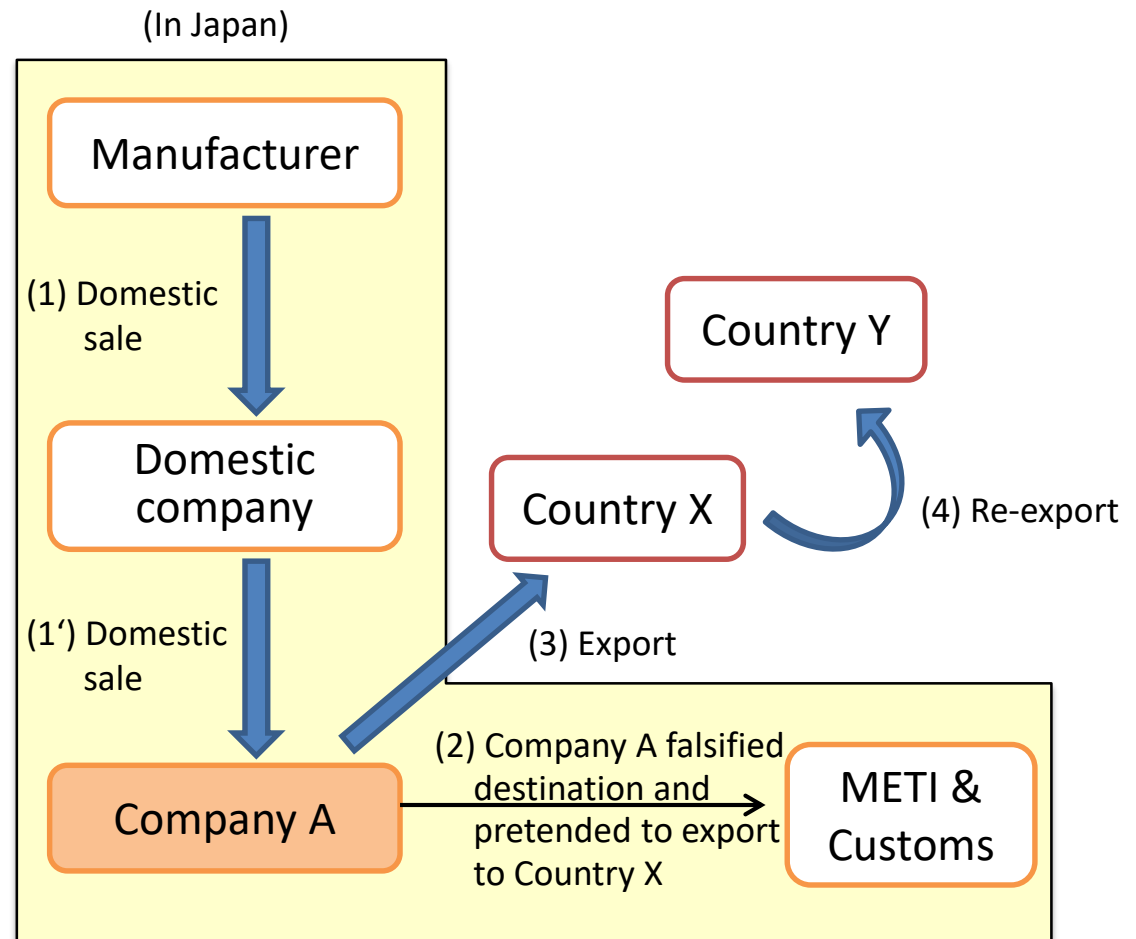 (In Japan)
Manufacturer
(1) Domestic
sale
Country Y
Domestic
company
Country X
(4) Re-export
(1‘) Domestic
sale
(3) Export
(2) Company A falsified
destination and
pretended to export
to Country X
Company A
METI &
Customs